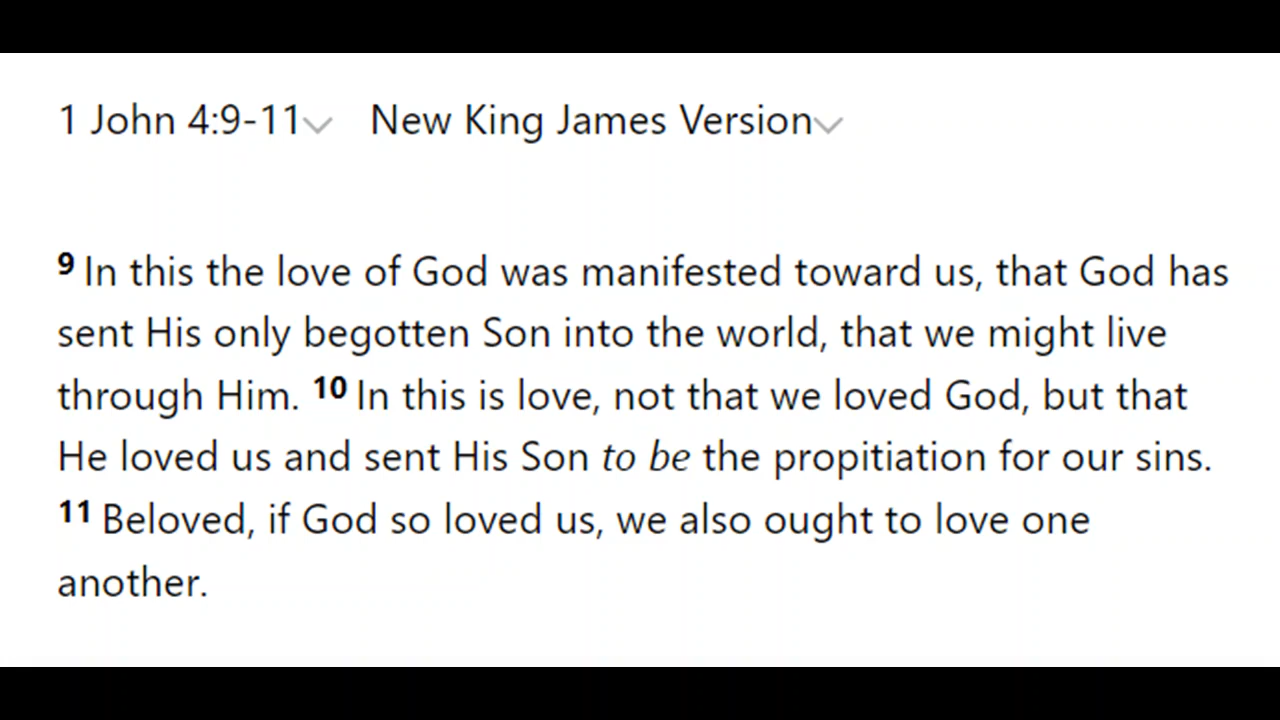 1 John 4:9-11 New King James Version
9 In this the love of God was manifested toward us, that God has
sent His only begotten Son into the world, that we might live
through Him. 10 In this is love, not that we loved God, but that
He loved us and sent His Son to be the propitiation for our sins.
11 Beloved, if God so loved us, we also ought to love one
another.